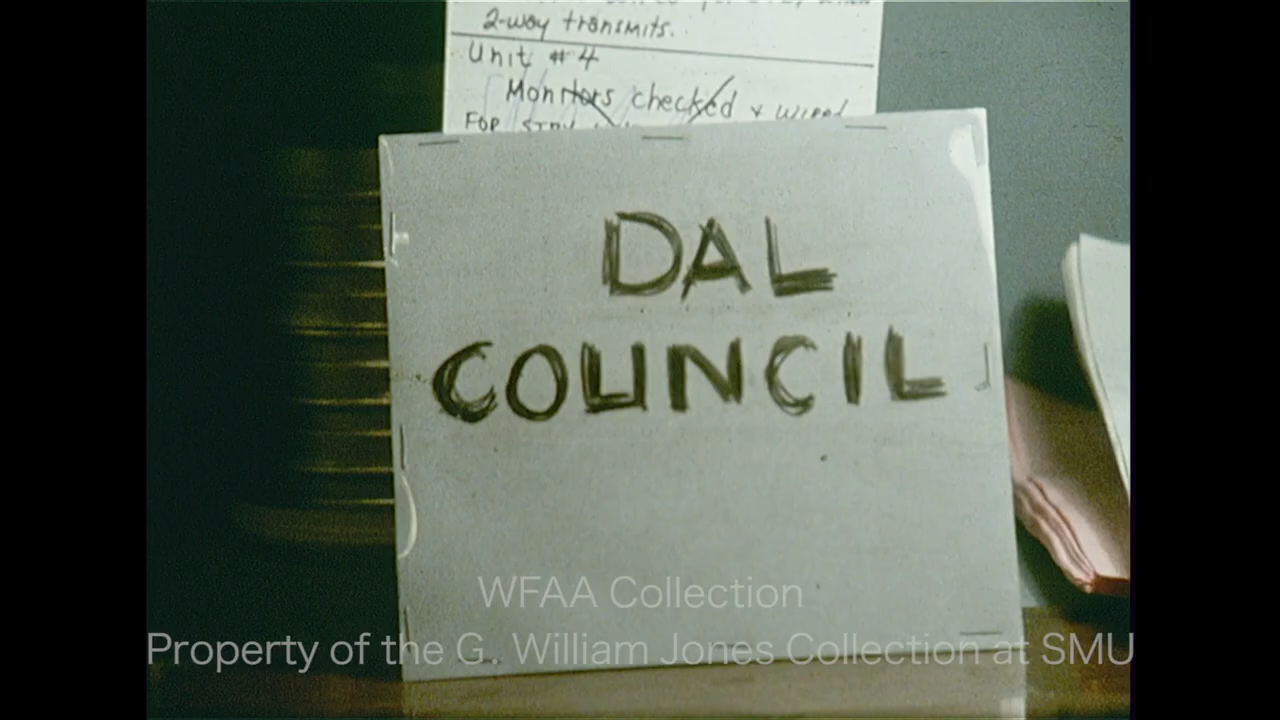 2-way transmits.
Unit #4
Monitors checked & wired
FOR
DAL
COUNCIL
WFAA Collection
Property of the G. William Jones Collection at SMU